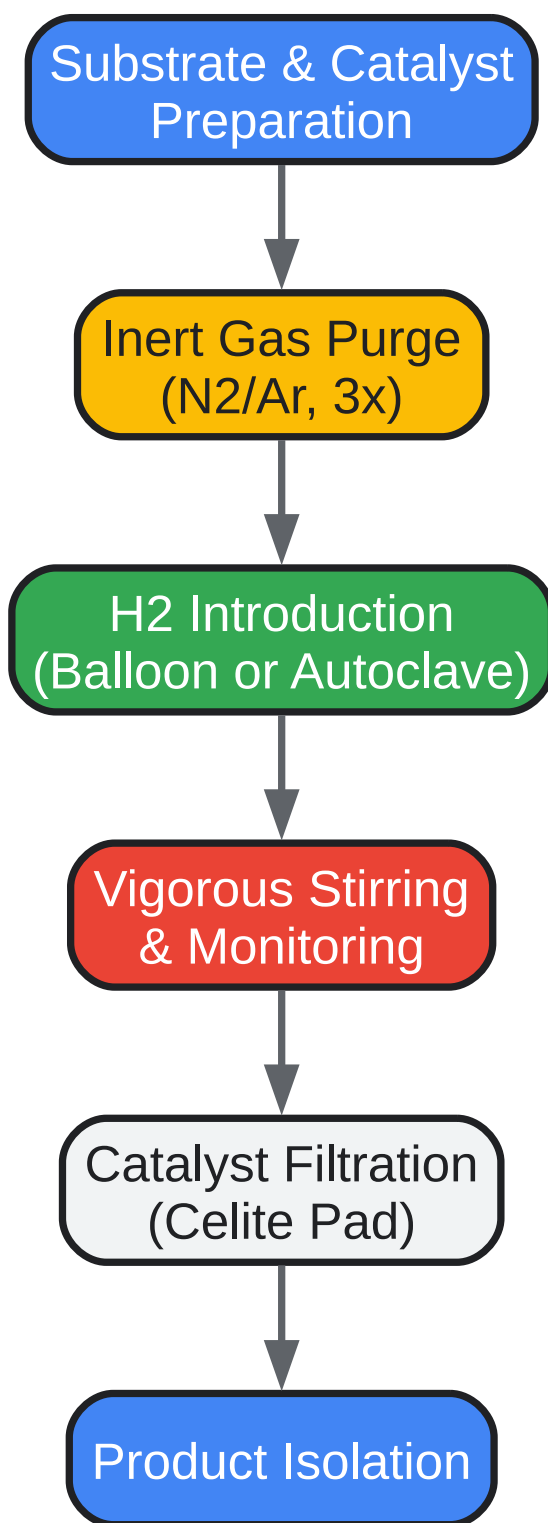 Substrate & Catalyst
Preparation
Inert Gas Purge
(N2/Ar, 3x)
H2 Introduction
(Balloon or Autoclave)
Vigorous Stirring
& Monitoring
Catalyst Filtration
(Celite Pad)
Product Isolation